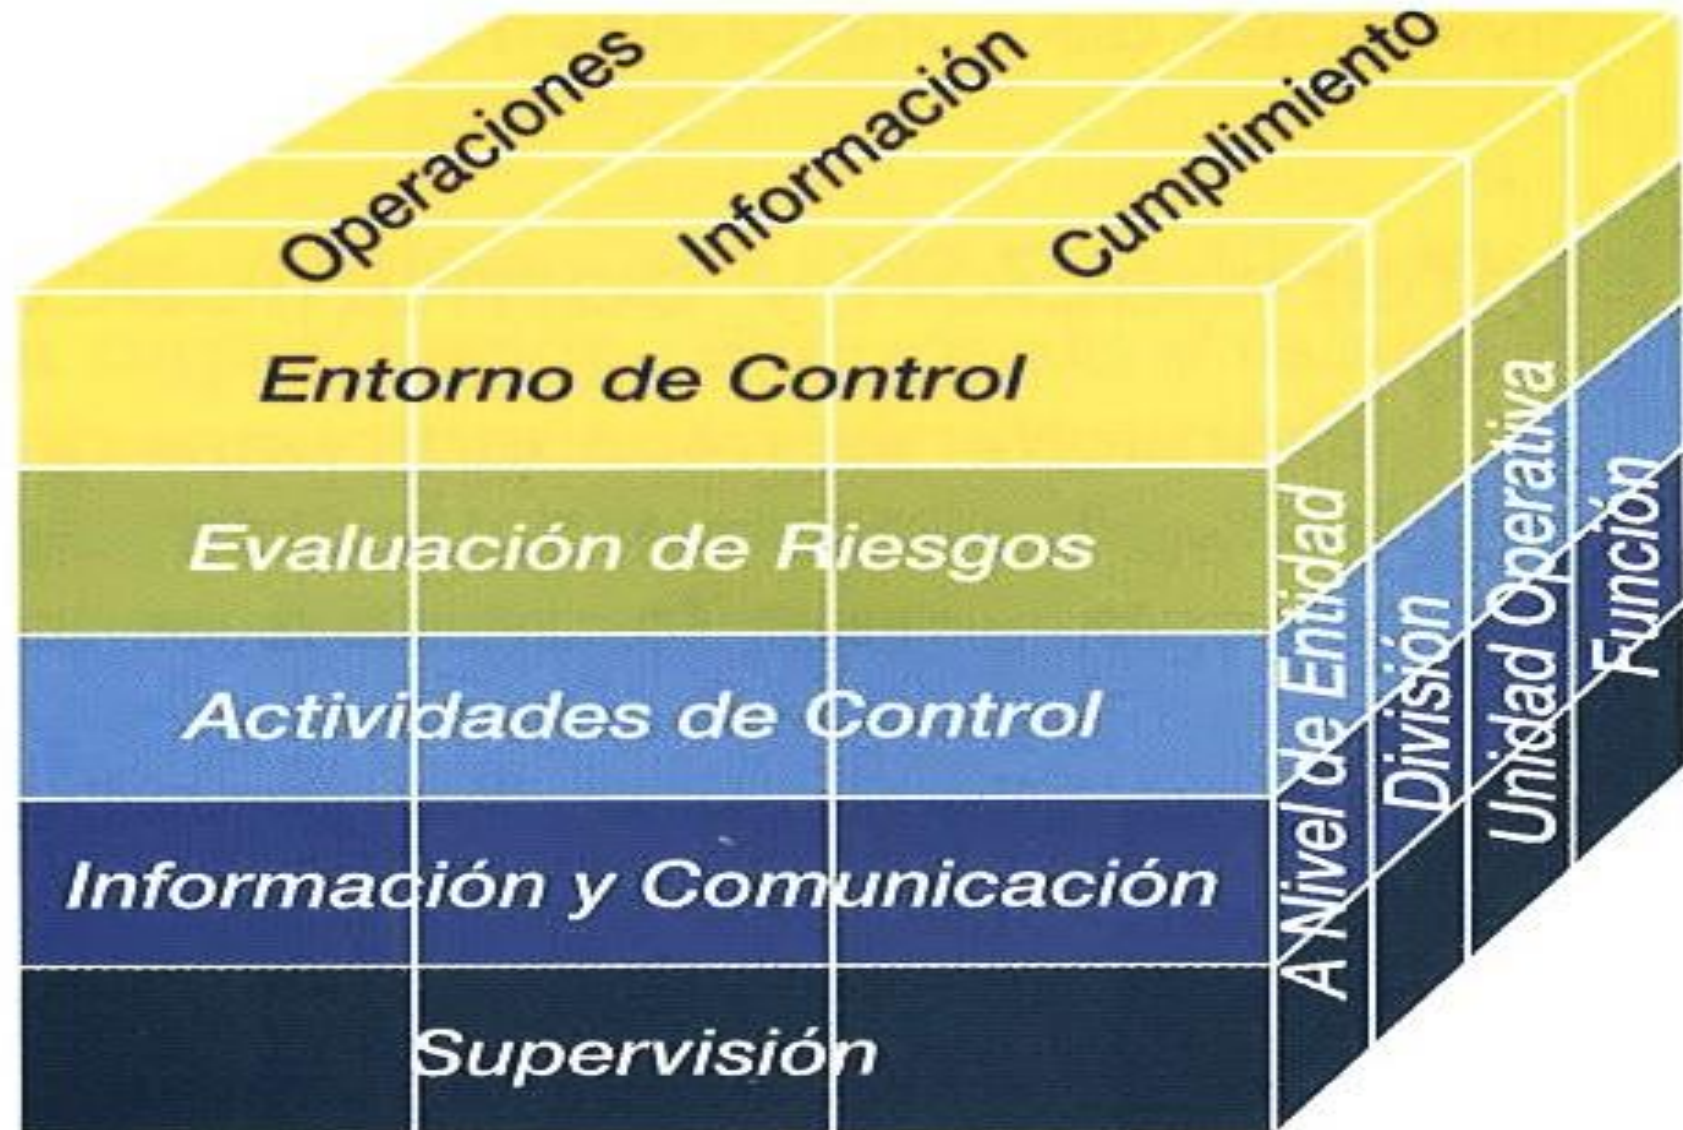 Operaciones
Información
Cumplimiento
Entorno de Control
Evaluación de Riesgos
Actividades de Control
Información y Comunicación
Supervisión
A Nivel de Entidad
División
Unidad Operativa
Función